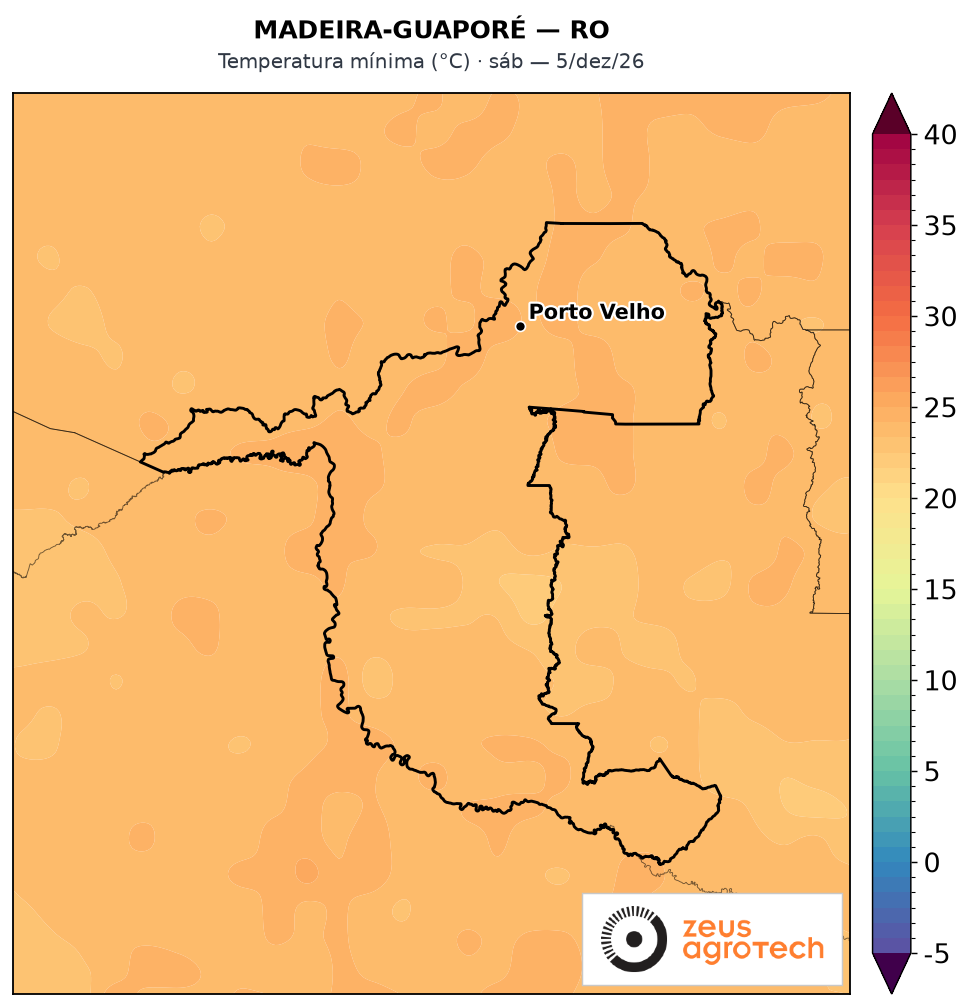 MADEIRA-GUAPORÉ — RO
Temperatura mínima (°C) · sáb — 5/dez/26
Porto Velho
40
35
30
25
20
15
10
5
0
-5
zeus
agrotech